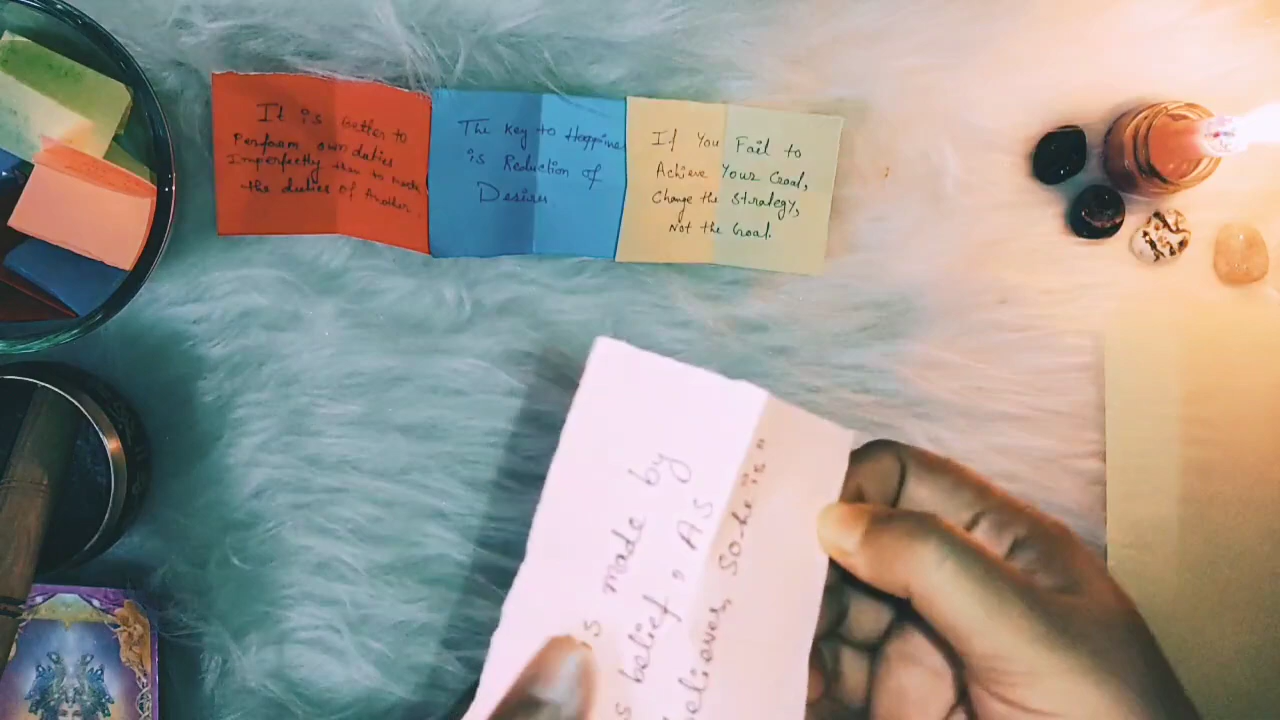 It is Better to
Perform own duties
Imperfectly than to
the duties of Another.
The Key to Happine
is Reduction of
Desires
If You Fail to
Achieve Your Goal,
Change the Strategy,
Not the Goal.
is made by
s belief, As
believes, so he is"